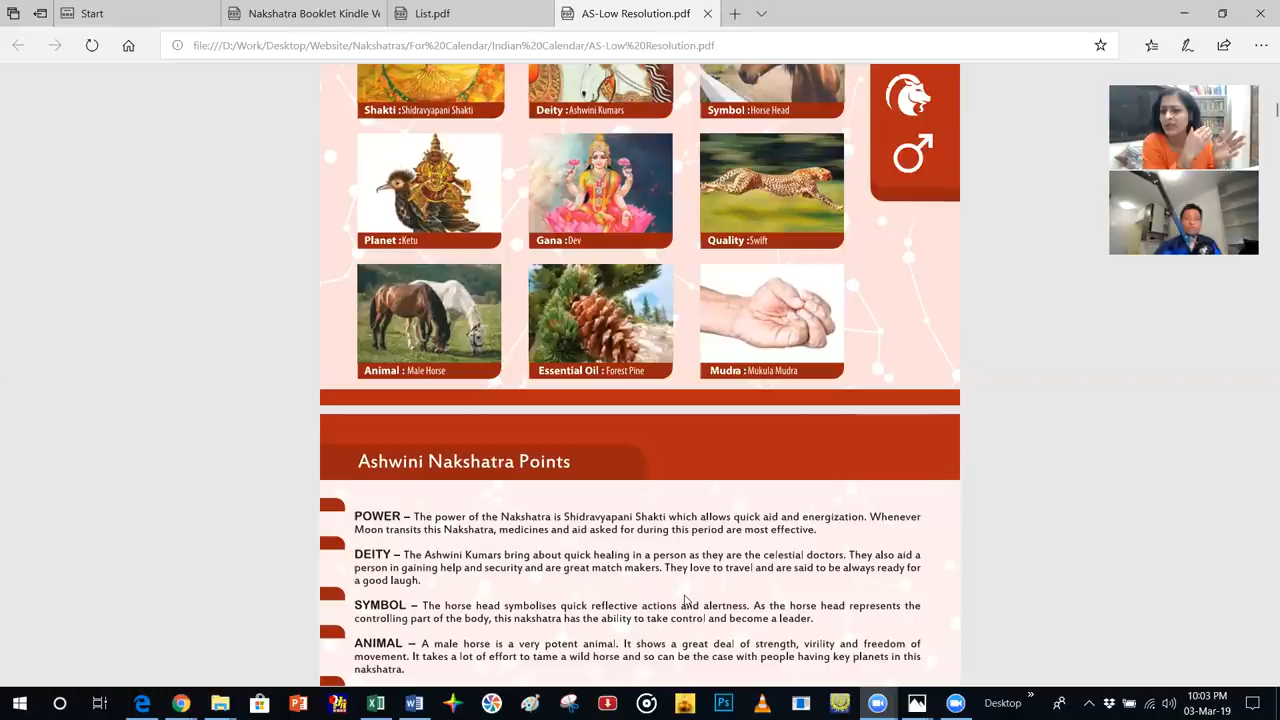 .pdf
Nakshatra Booklet Kindle Ve
.pdf
AS-Low Resolution.pdf
file:///D:/Work/Desktop/Website/Nakshatras/For%20Calendar/Indian%20Calendar/AS-Low%20Resolution.pdf
Shakti : Shidravyapani Shakti
Deity : Ashwini Kumars
Symbol : Horse Head
Planet : Ketu
Gana : Dev
Quality : Swift
Animal : Male Horse
Essential Oil : Forest Pine
Mudra : Mukula Mudra
Ashwini Nakshatra Points
POWER – The power of the Nakshatra is Shidravyapani Shakti which allows quick aid and energization. Whenever
Moon transits this Nakshatra, medicines and aid asked for during this period are most effective.
DEITY – The Ashwini Kumars bring about quick healing in a person as they are the celestial doctors. They also aid a
person in gaining help and security and are great match makers. They love to travel and are said to be always ready for
a good laugh.
SYMBOL – The horse head symbolises quick reflective actions and alertness. As the horse head represents the
controlling part of the body, this nakshatra has the ability to take control and become a leader.
ANIMAL – A male horse is a very potent animal. It shows a great deal of strength, virility and freedom of
movement. It takes a lot of effort to tame a wild horse and so can be the case with people having key planets in this
nakshatra.
Desktop
10:03 PM
03-Mar-19